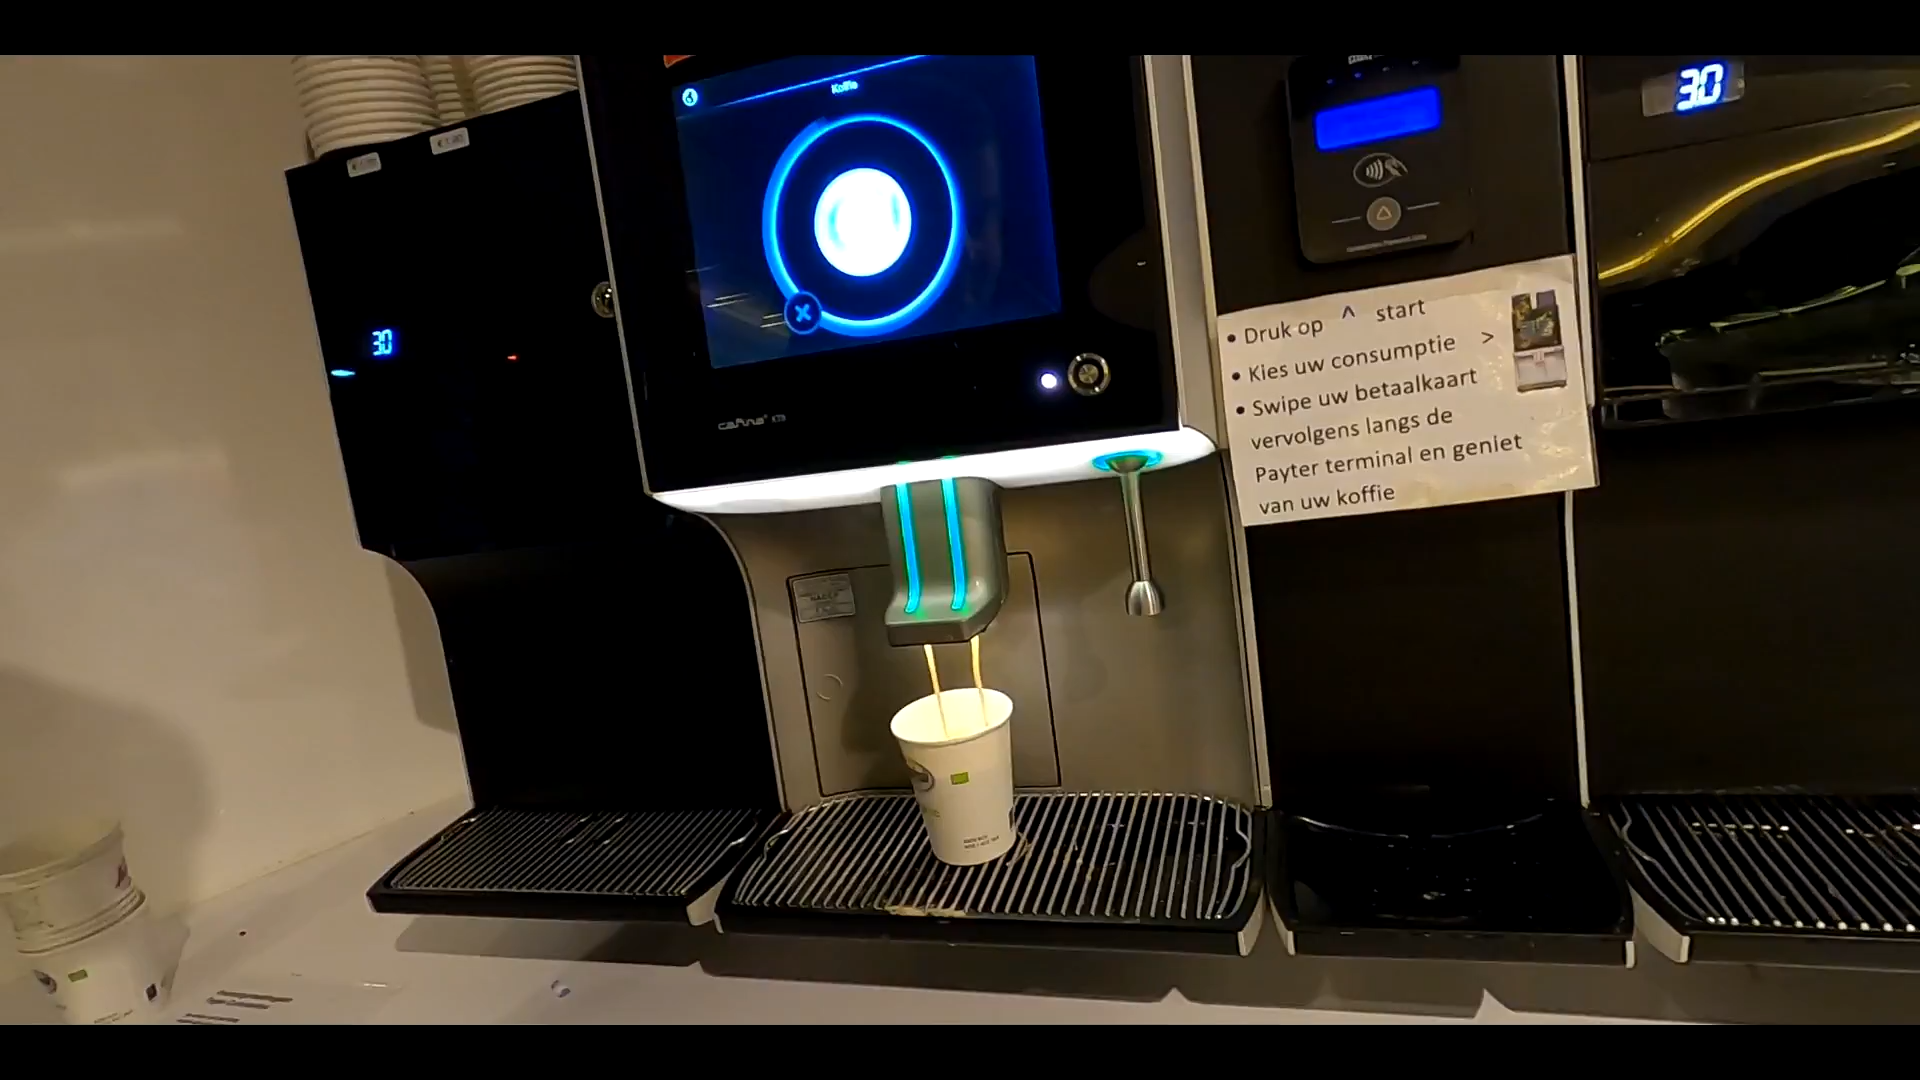 Koffie
30
30
cafina
• Druk op ^ start
• Kies uw consumptie >
• Swipe uw betaalkaart
vervolgens langs de
Payter terminal en geniet
van uw koffie